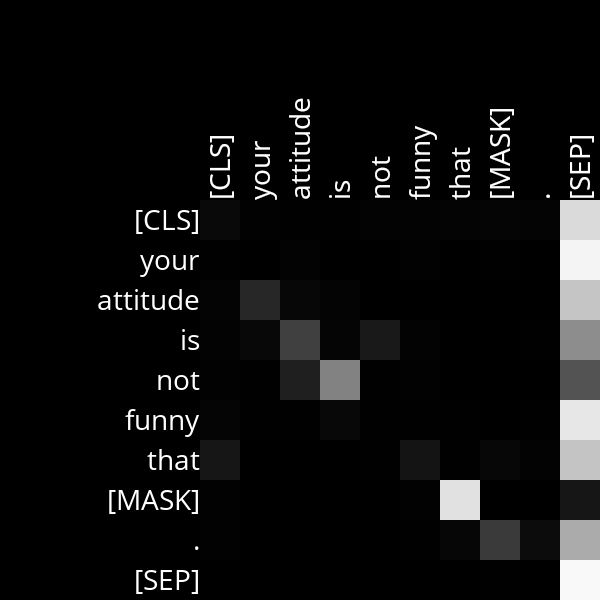 [CLS] your attitude is not funny that [MASK] . [SEP]
[CLS]
your
attitude
is
not
funny
that
[MASK]
.
[SEP]